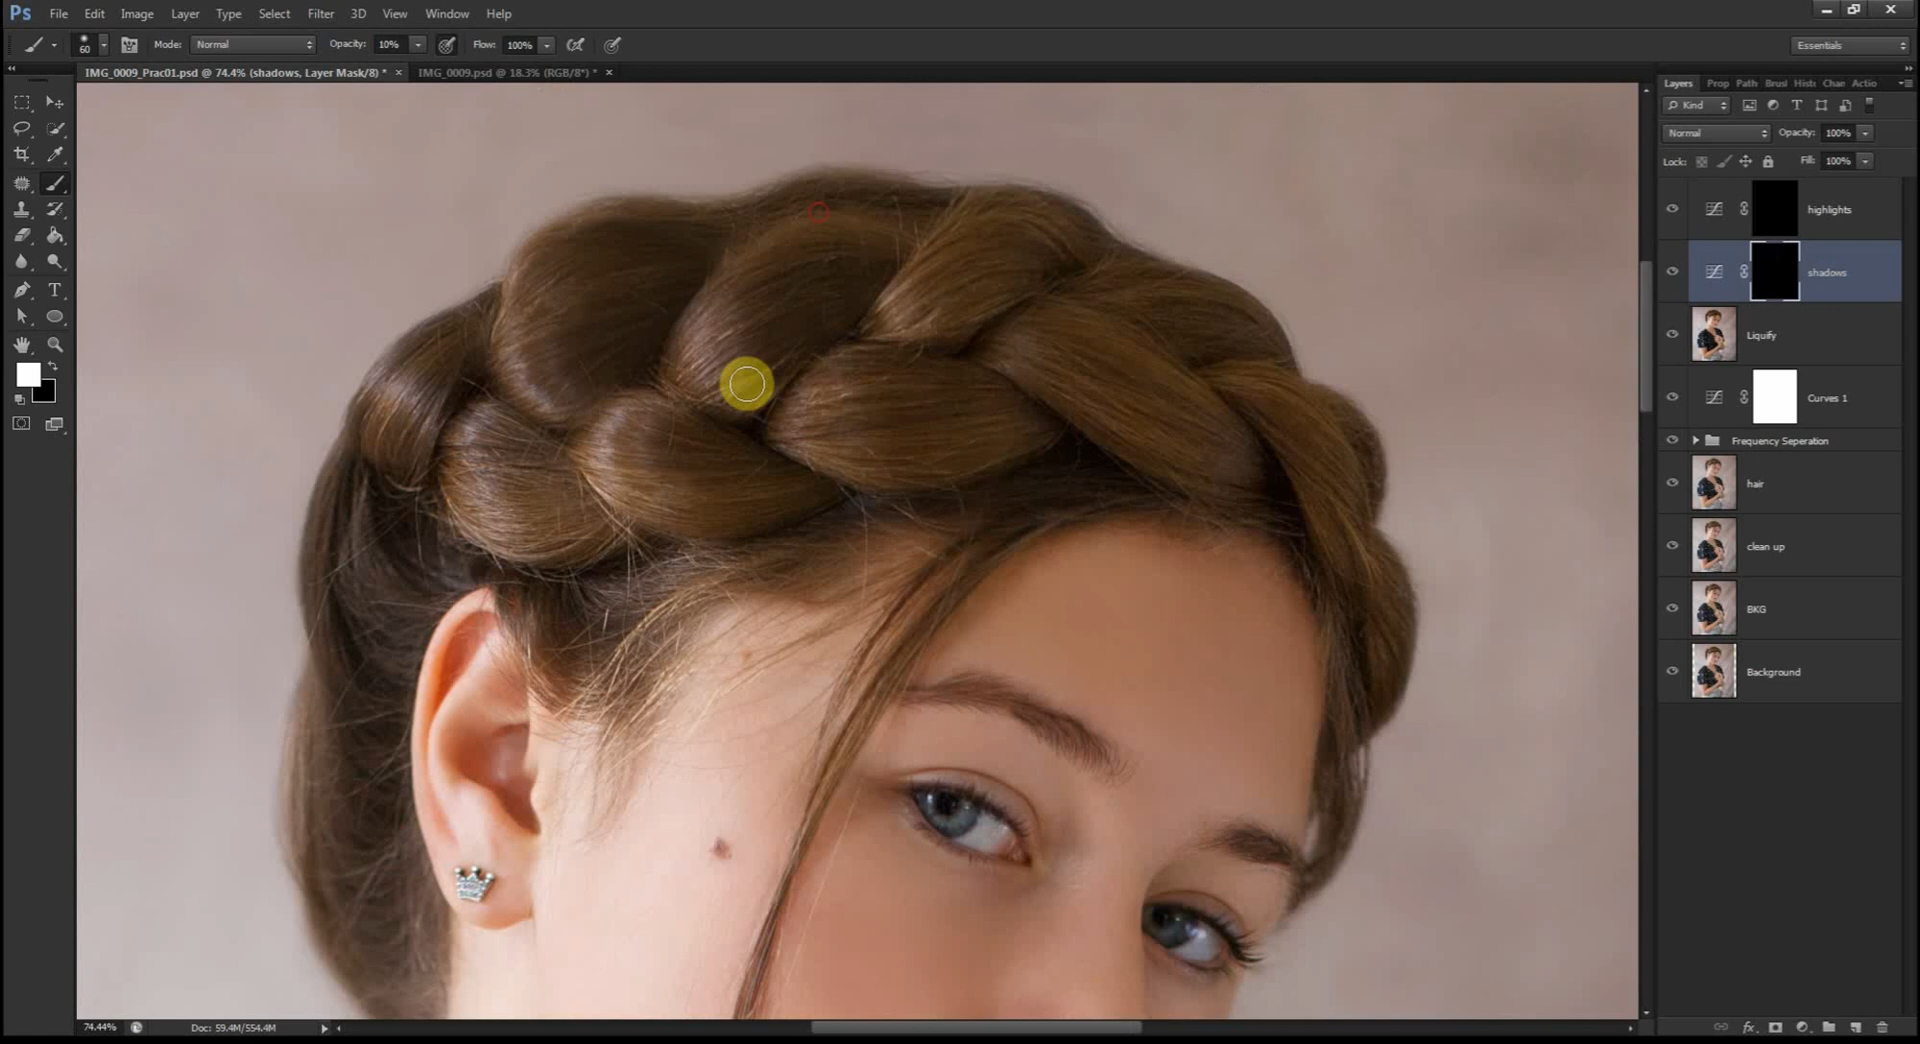 Ps File Edit Image Layer Type Select Filter 3D View Window Help
60 Mode: Normal Opacity: 10% Flow: 100% Essentials
IMG_0009_Prac01.psd @ 74.4% (shadows, Layer Mask/8) * × IMG_0009.psd @ 18.3% (RGB/8*) * ×
Layers Prop Path Brus Histo Chan Actio
Kind
Normal Opacity: 100%
Lock: Fill: 100%
highlights
shadows
Liquify
Curves 1
Frequency Seperation
hair
clean up
BKG
Background
74.44% Doc: 59.4M/554.4M
fx